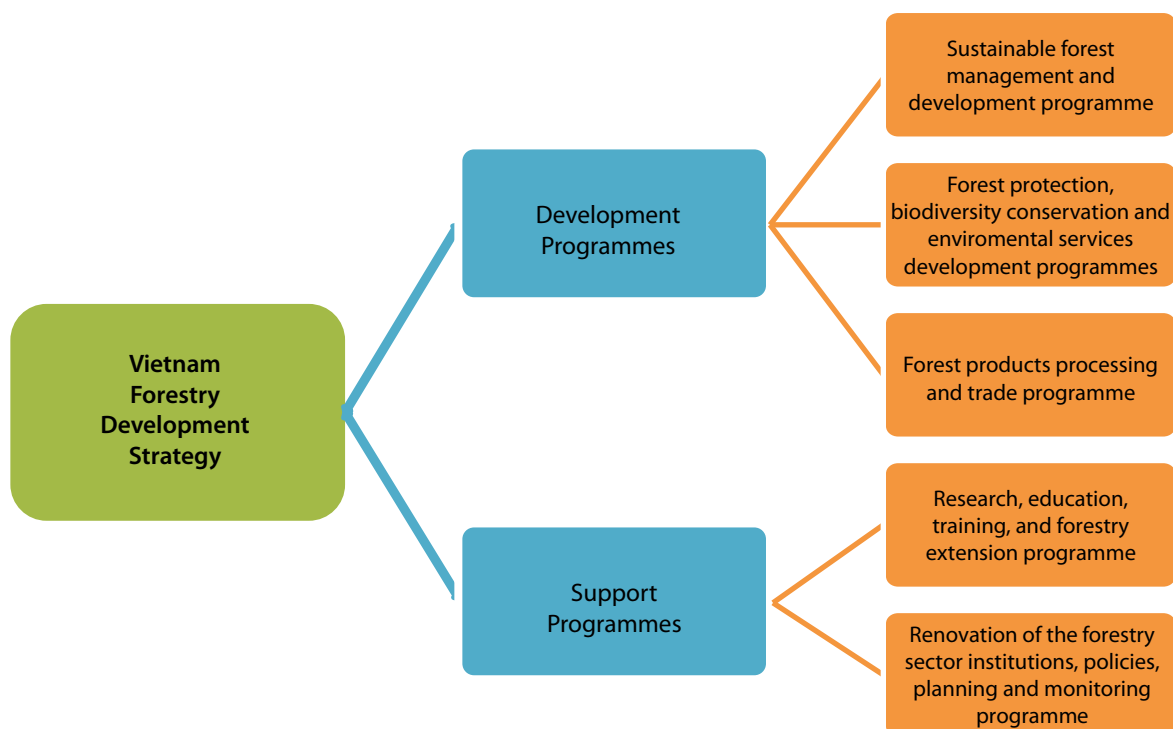 Sustainable forest
management and
development programme
Development
Programmes
Forest protection,
biodiversity conservation and
enviromental services
development programmes
Forest products processing
and trade programme
Vietnam
Forestry
Development
Strategy
Support
Programmes
Research, education,
training, and forestry
extension programme
Renovation of the forestry
sector institutions, policies,
planning and monitoring
programme